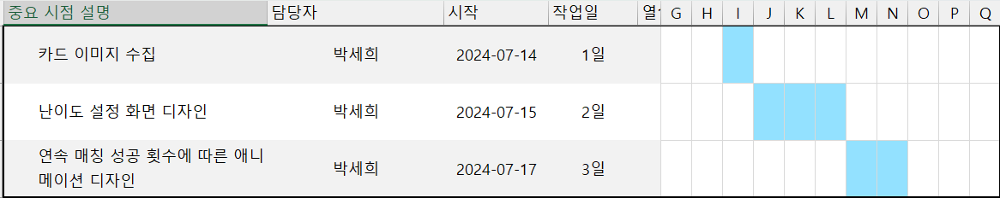 중요 시점 설명 담당자 시작 작업일 G H I J K L M N O P Q
카드 이미지 수집 박세희 2024-07-14 1일
난이도 설정 화면 디자인 박세희 2024-07-15 2일
연속 매칭 성공 횟수에 따른 애니
메이션 디자인 박세희 2024-07-17 3일